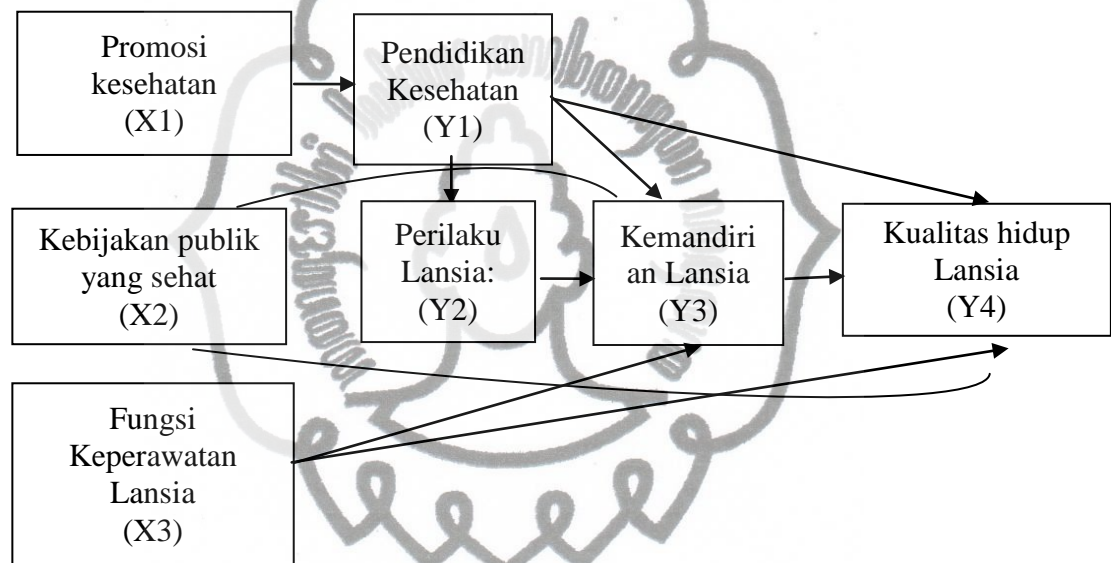 Promosi
kesehatan
(X1)
Pendidikan
Kesehatan
(Y1)
Kebijakan publik
yang sehat
(X2)
Perilaku
Lansia:
(Y2)
Kemandiri
an Lansia
(Y3)
Kualitas hidup
Lansia
(Y4)
Fungsi
Keperawatan
Lansia
(X3)